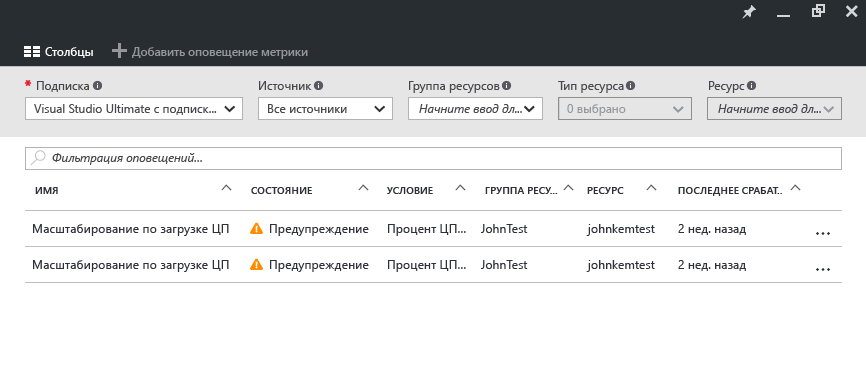 Столбцы Добавить оповещение метрики
* Подписка Источник Группа ресурсов Тип ресурса Ресурс
Visual Studio Ultimate с подписк... Все источники Начните ввод дл... 0 выбрано Начните ввод дл...
Фильтрация оповещений...
ИМЯ СОСТОЯНИЕ УСЛОВИЕ ГРУППА РЕСУ... РЕСУРС ПОСЛЕДНЕЕ СРАБАТ..
Масштабирование по загрузке ЦП Предупреждение Процент ЦП... JohnTest johnkemtest 2 нед. назад ...
Масштабирование по загрузке ЦП Предупреждение Процент ЦП... JohnTest johnkemtest 2 нед. назад ...